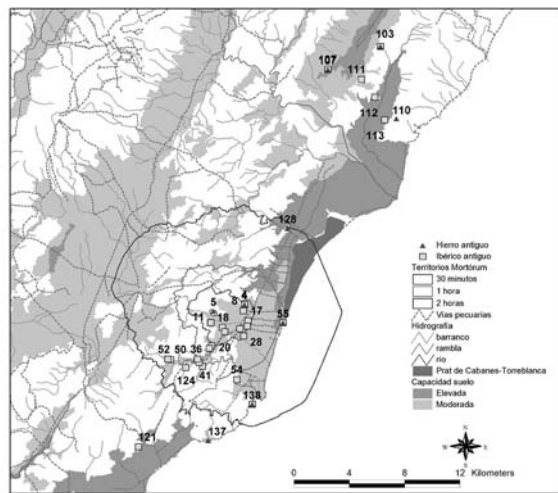 103
107
111
112
110
113
128
5
4
8
17
11
18
55
20
28
52
50
36
124
41
54
138
137
121
Hierro antiguo
Ibérico antiguo
Territorios Mortórum
30 minutos
1 hora
2 horas
Vías pecuarias
Hidrografía
barranco
rambla
río
Prat de Cabanes-Torreblanca
Capacidad suelo
Elevada
Moderada
N
W E
S
0 4 8 12 Kilometers